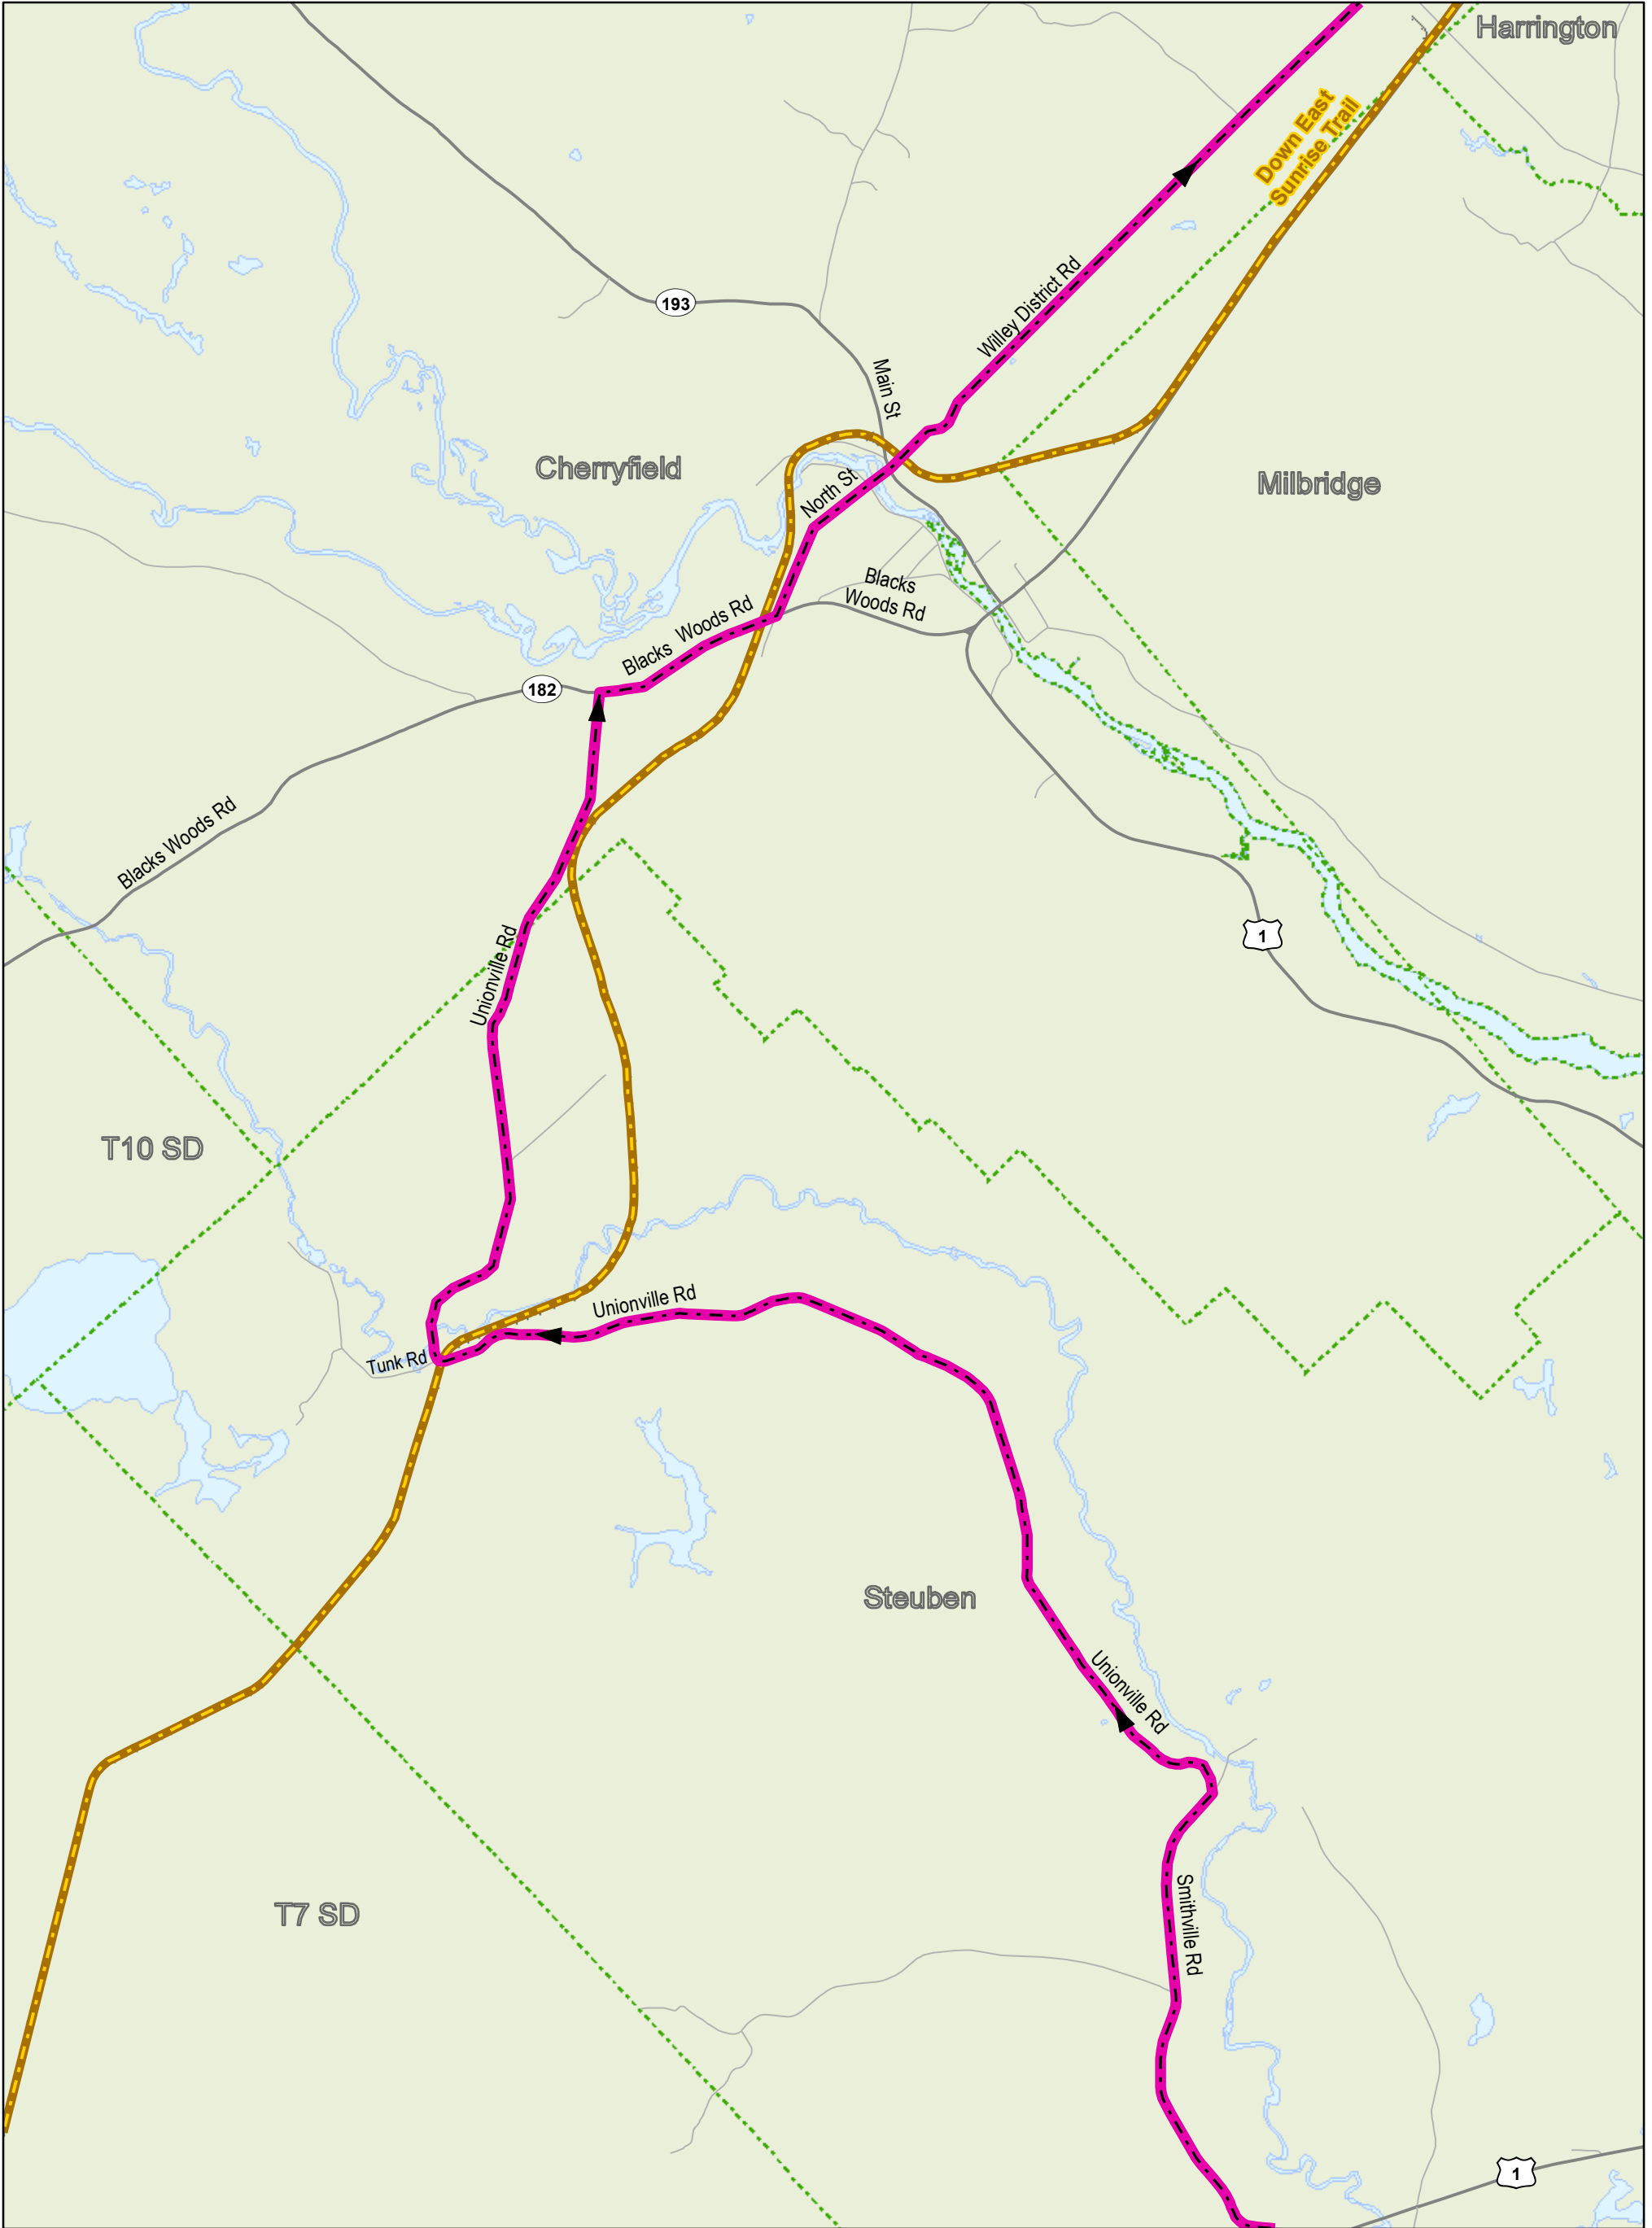 Harrington
Down East
Sunrise Trail
Willey District Rd
193
Main St
Cherryfield
Milbridge
North St
Blacks
Woods Rd
Blacks Woods Rd
182
Blacks Woods Rd
1
Unionville Rd
T10 SD
Unionville Rd
Tunk Rd
Steuben
Unionville Rd
Smithville Rd
T7 SD
1